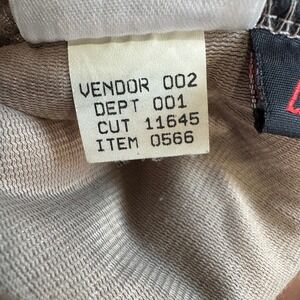 VENDOR 002
DEPT 001
CUT 11645
ITEM 0566